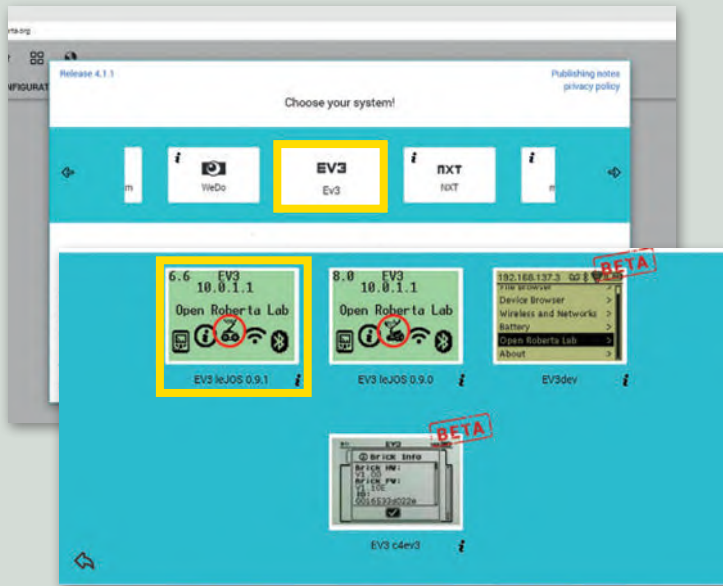 rta.org
NFIGURAT
Release 4.1.1
Publishing notes
privacy policy
Choose your system!
m
i
WeDo
EV3
Ev3
i
NXT
NXT
i
6.6 EV3
10.0.1.1
Open Roberta Lab
EV3 leJOS 0.9.1 i
8.0 EV3
10.0.1.1
Open Roberta Lab
EV3 leJOS 0.9.0 i
BETA
192.168.137.3
File Browser >
Device Browser >
Wireless and Networks >
Battery >
Open Roberta Lab >
About >
EV3dev i
BETA
EV3
Brick Info
Brick HW:
V1.00
Brick FW:
V1.10E
ID:
0016533d022e
EV3 c4ev3 i